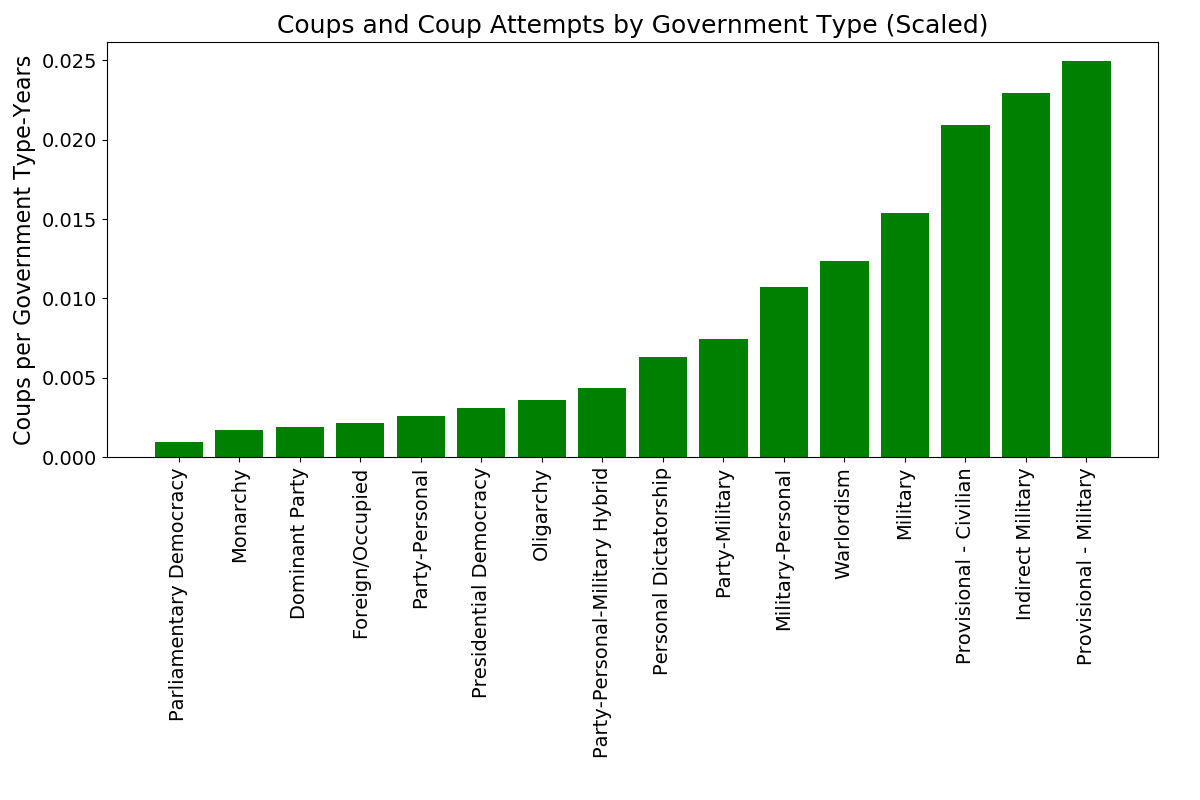 Coups and Coup Attempts by Government Type (Scaled)
Coups per Government Type-Years
0.025
0.020
0.015
0.010
0.005
0.000
Parliamentary Democracy
Monarchy
Dominant Party
Foreign/Occupied
Party-Personal
Presidential Democracy
Oligarchy
Party-Personal-Military Hybrid
Personal Dictatorship
Party-Military
Military-Personal
Warlordism
Military
Provisional - Civilian
Indirect Military
Provisional - Military